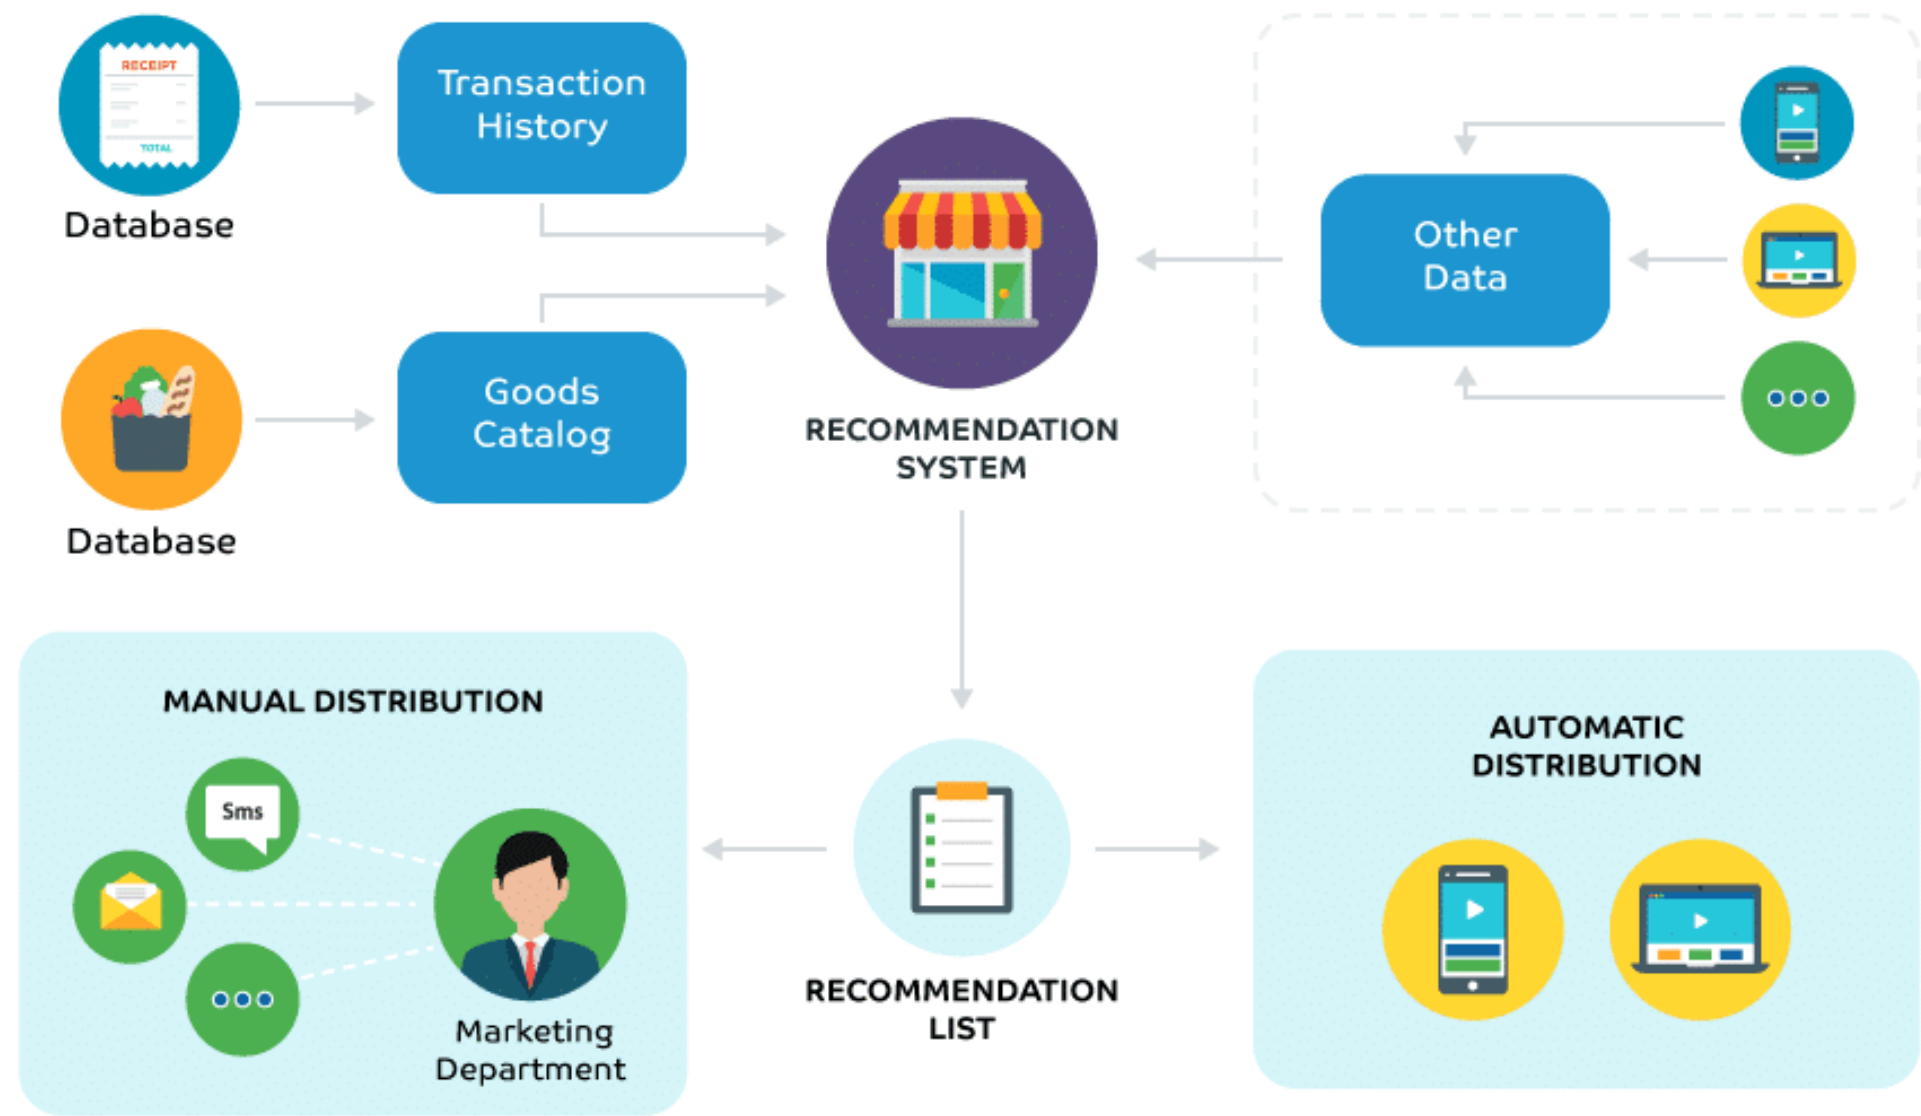 RECEIPT
TOTAL
Database
Transaction
History
Database
Goods
Catalog
RECOMMENDATION
SYSTEM
Other
Data
MANUAL DISTRIBUTION
Sms
Marketing
Department
RECOMMENDATION
LIST
AUTOMATIC
DISTRIBUTION